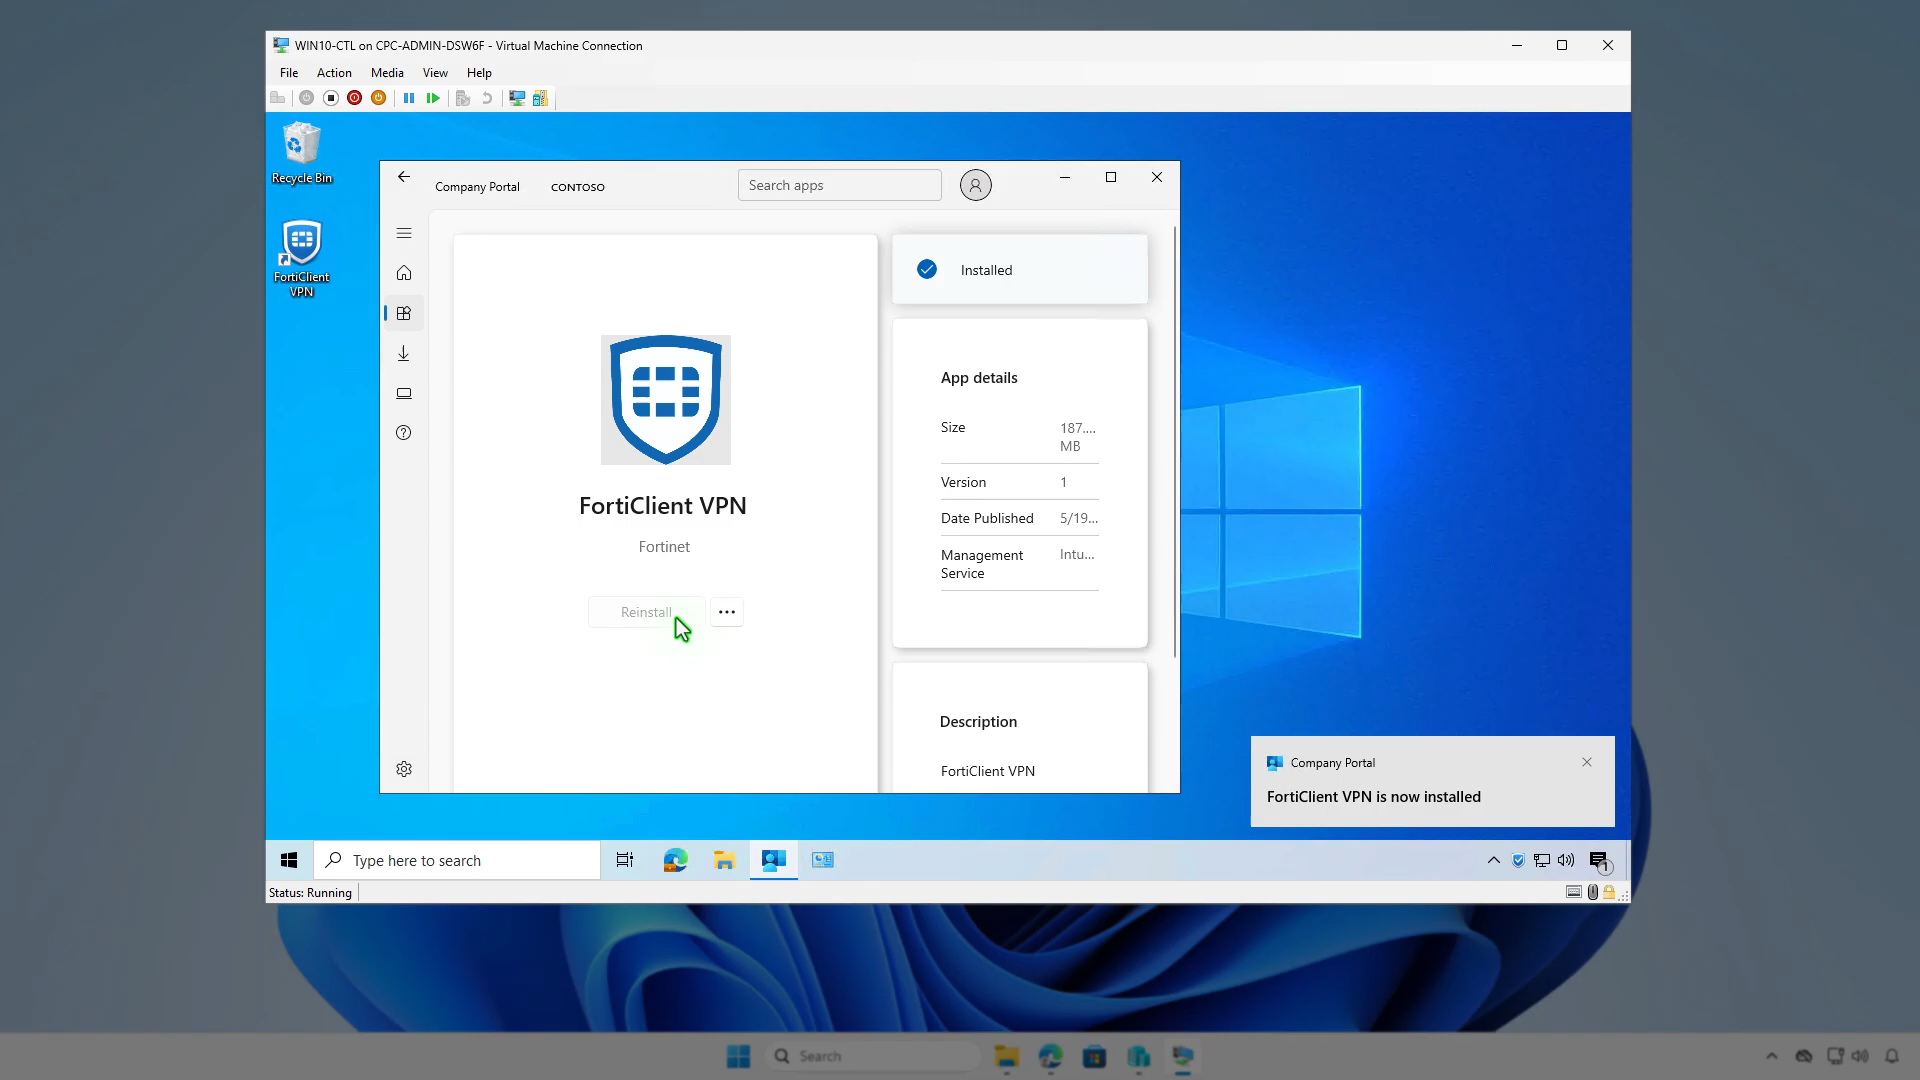 WIN10-CTL on CPC-ADMIN-DSW6F - Virtual Machine Connection
File Action Media View Help
Recycle Bin
FortiClient
VPN
Company Portal
CONTOSO
Search apps
Installed
App details
Size 187....
MB
Version 1
Date Published 5/19...
Management Intu...
Service
FortiClient VPN
Fortinet
Reinstall
Description
FortiClient VPN
Company Portal
FortiClient VPN is now installed
Type here to search
1
Status: Running
Search